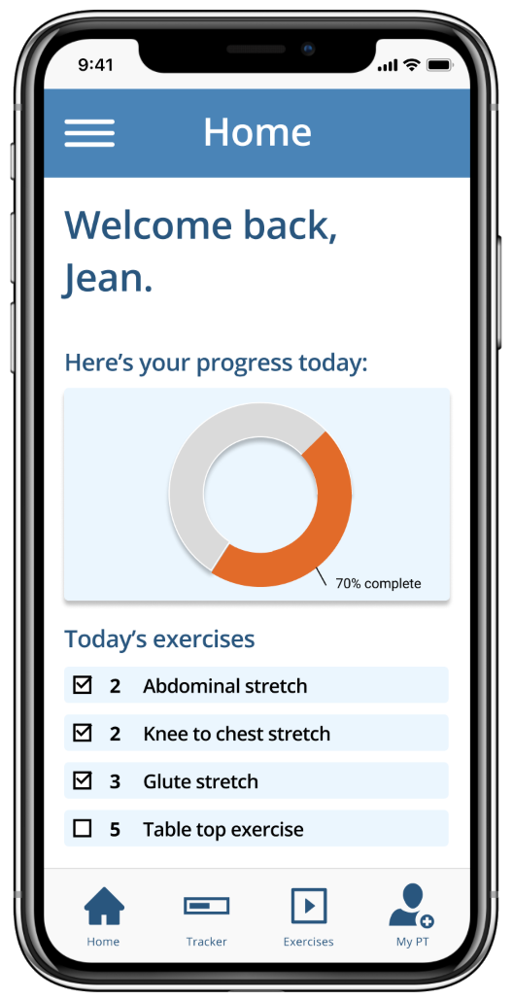 9:41
Home
Welcome back,
Jean.
Here’s your progress today:
70% complete
Today’s exercises
2 Abdominal stretch
2 Knee to chest stretch
3 Glute stretch
5 Table top exercise
Home Tracker Exercises My PT